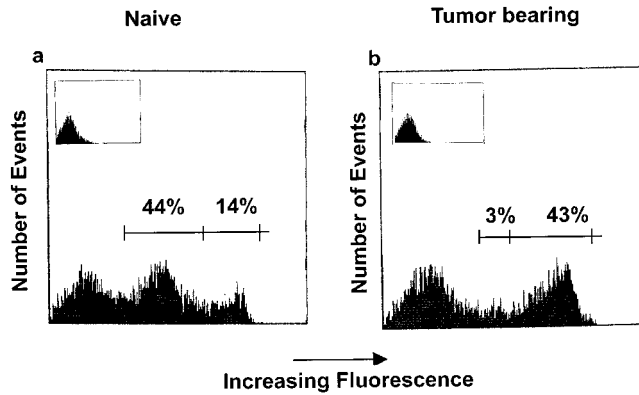 Naive
Tumor bearing
a
b
Number of Events
44%
14%
Number of Events
3%
43%
Increasing Fluorescence